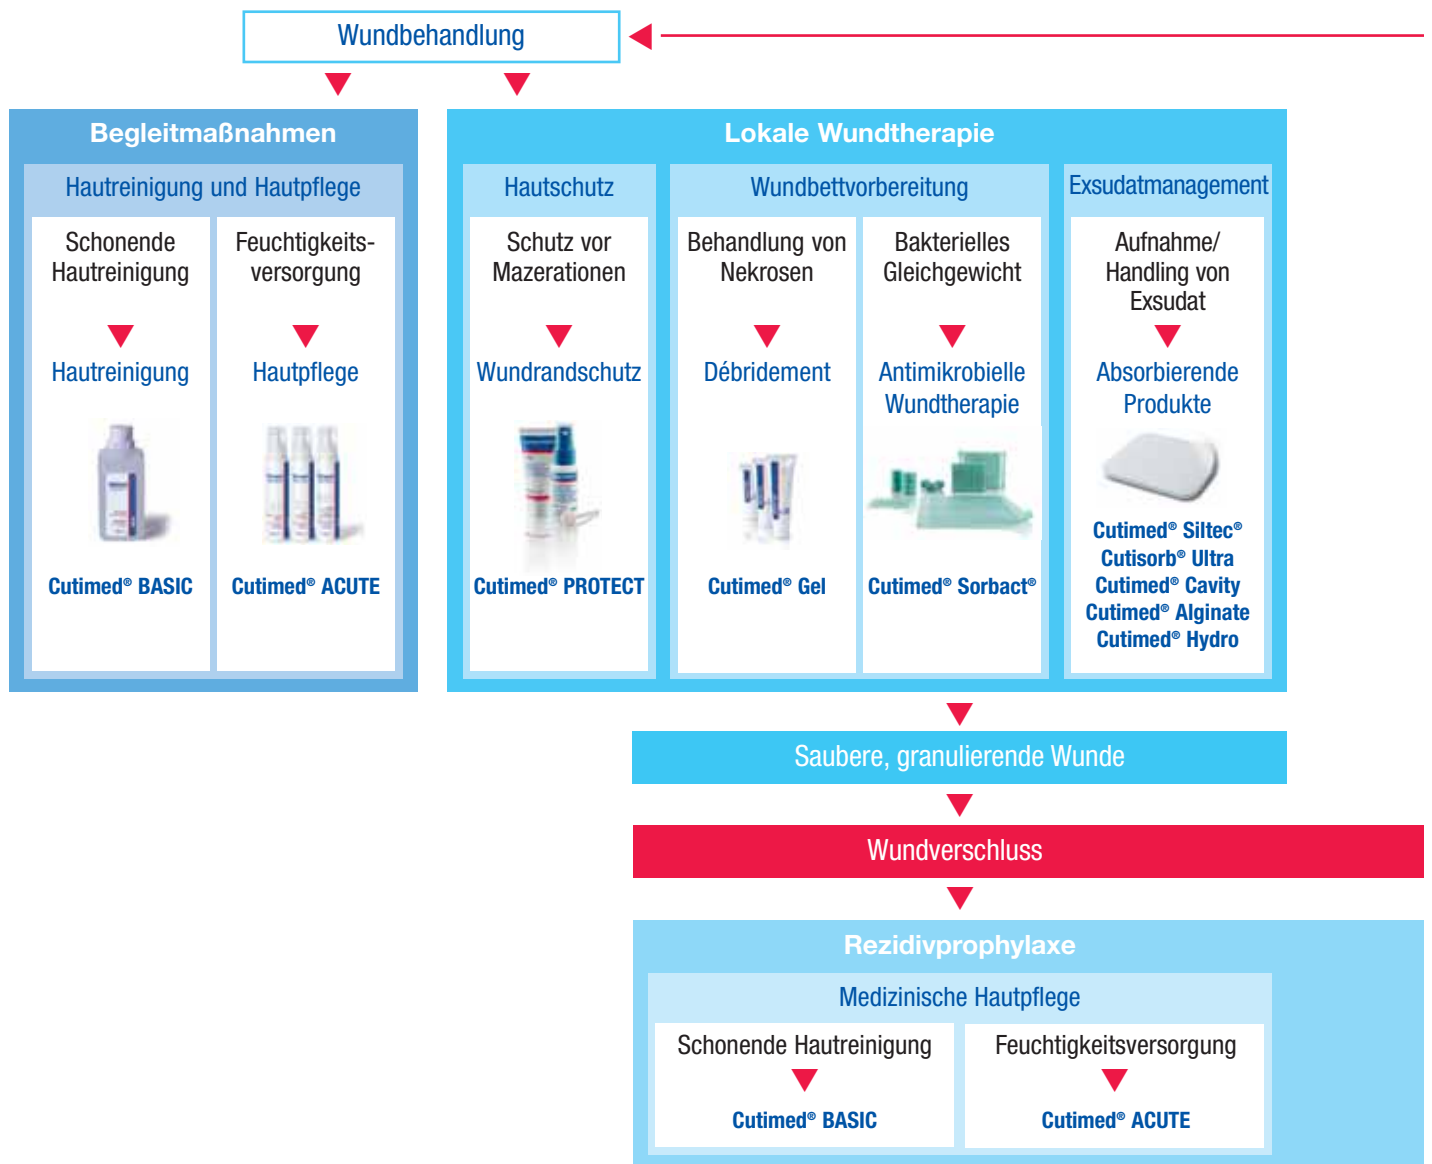 Wundbehandlung
Begleitmaßnahmen
Hautreinigung und Hautpflege
Schonende
Hautreinigung
Hautreinigung
Cutimed® BASIC
Feuchtigkeits-
versorgung
Hautpflege
Cutimed® ACUTE
Lokale Wundtherapie
Hautschutz
Schutz vor
Mazerationen
Wundrandschutz
Cutimed® PROTECT
Wundbettvorbereitung
Behandlung von
Nekrosen
Débridement
Cutimed® Gel
Bakterielles
Gleichgewicht
Antimikrobielle
Wundtherapie
Cutimed® Sorbact®
Exsudatmanagement
Aufnahme/
Handling von
Exsudat
Absorbierende
Produkte
Cutimed® Siltec®
Cutisorb® Ultra
Cutimed® Cavity
Cutimed® Alginate
Cutimed® Hydro
Saubere, granulierende Wunde
Wundverschluss
Rezidivprophylaxe
Medizinische Hautpflege
Schonende Hautreinigung
Cutimed® BASIC
Feuchtigkeitsversorgung
Cutimed® ACUTE